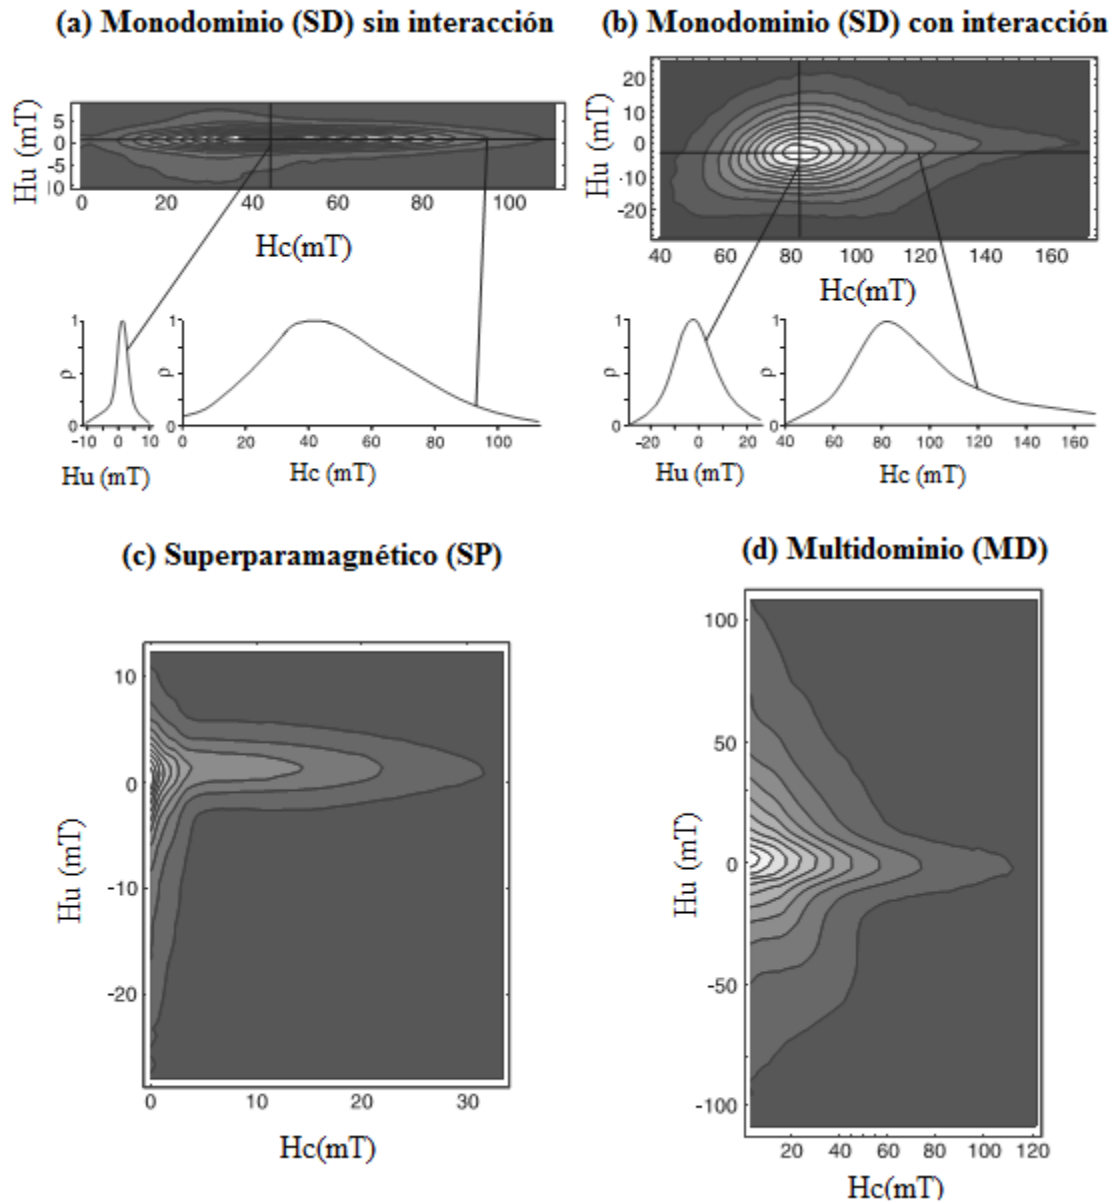 (a) Monodominio (SD) sin interacción
(b) Monodominio (SD) con interacción
Hu (mT)
5
0
-5
10
0 20 40 60 80 100
Hc(mT)
Hu (mT)
20
10
0
-10
-20
40 60 80 100 120 140 160
Hc(mT)
1
ρ
0
-10 0 10
Hu (mT)
1
ρ
0
0 20 40 60 80 100
Hc (mT)
1
ρ
0
-20 0 20
Hu (mT)
1
ρ
0
40 60 80 100 120 140 160
Hc (mT)
(c) Superparamagnético (SP)
(d) Multidominio (MD)
Hu (mT)
10
0
-10
-20
0 10 20 30
Hc(mT)
Hu (mT)
100
50
0
-50
-100
20 40 60 80 100 120
Hc(mT)